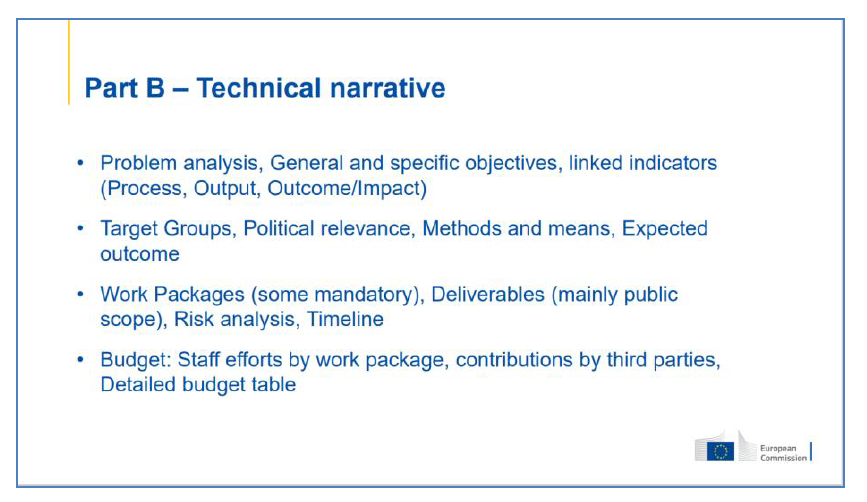 Part B – Technical narrative
• Problem analysis, General and specific objectives, linked indicators
(Process, Output, Outcome/Impact)
• Target Groups, Political relevance, Methods and means, Expected
outcome
• Work Packages (some mandatory), Deliverables (mainly public
scope), Risk analysis, Timeline
• Budget: Staff efforts by work package, contributions by third parties,
Detailed budget table
European
Commission